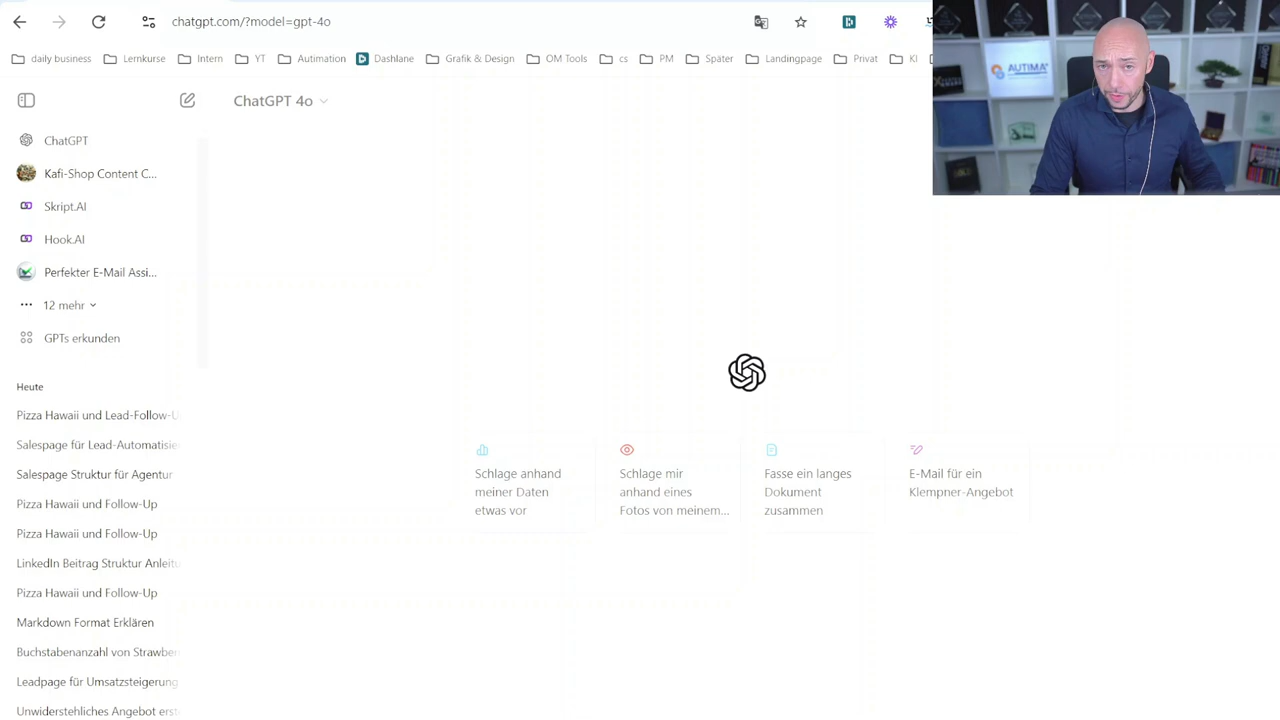 chatgpt.com/?model=gpt-4o
daily business
Lernkurse
Intern
YT
Autimation
Dashlane
Grafik & Design
OM Tools
cs
PM
Später
Landingpage
Privat
KI
AUTIMA
ChatGPT 4o
ChatGPT
Kafi-Shop Content C...
Skript.AI
Hook.AI
Perfekter E-Mail Assi...
12 mehr
GPTs erkunden
Heute
Pizza Hawaii und Lead-Follow-U
Salespage für Lead-Automatisie
Salespage Struktur für Agentur
Pizza Hawaii und Follow-Up
Pizza Hawaii und Follow-Up
LinkedIn Beitrag Struktur Anleitu
Pizza Hawaii und Follow-Up
Markdown Format Erklären
Buchstabenanzahl von Strawber
Leadpage für Umsatzsteigerung
Unwiderstehliches Angebot erst
Schlage anhand
meiner Daten
etwas vor
Schlage mir
anhand eines
Fotos von meinem...
Fasse ein langes
Dokument
zusammen
E-Mail für ein
Klempner-Angebot